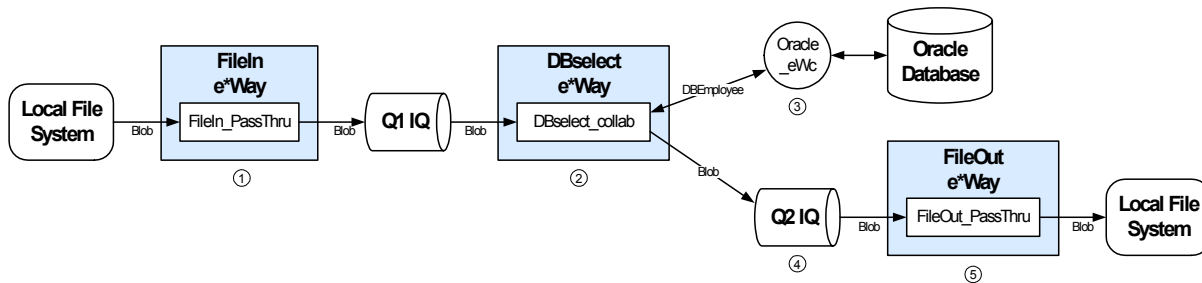 Local File
System
Blob
FileIn
e*Way
FileIn_PassThru
①
Blob
Q1 IQ
Blob
DBselect
e*Way
DBselect_collab
②
DBEmployee
Oracle
_eWc
③
Oracle
Database
Blob
Q2 IQ
④
Blob
FileOut
e*Way
FileOut_PassThru
⑤
Blob
Local File
System